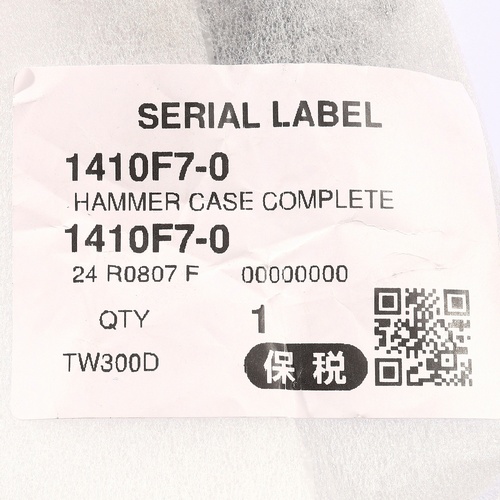 SERIAL LABEL
1410F7-0
HAMMER CASE COMPLETE
1410F7-0
24 R0807 F 00000000
QTY 1
TW300D 保税